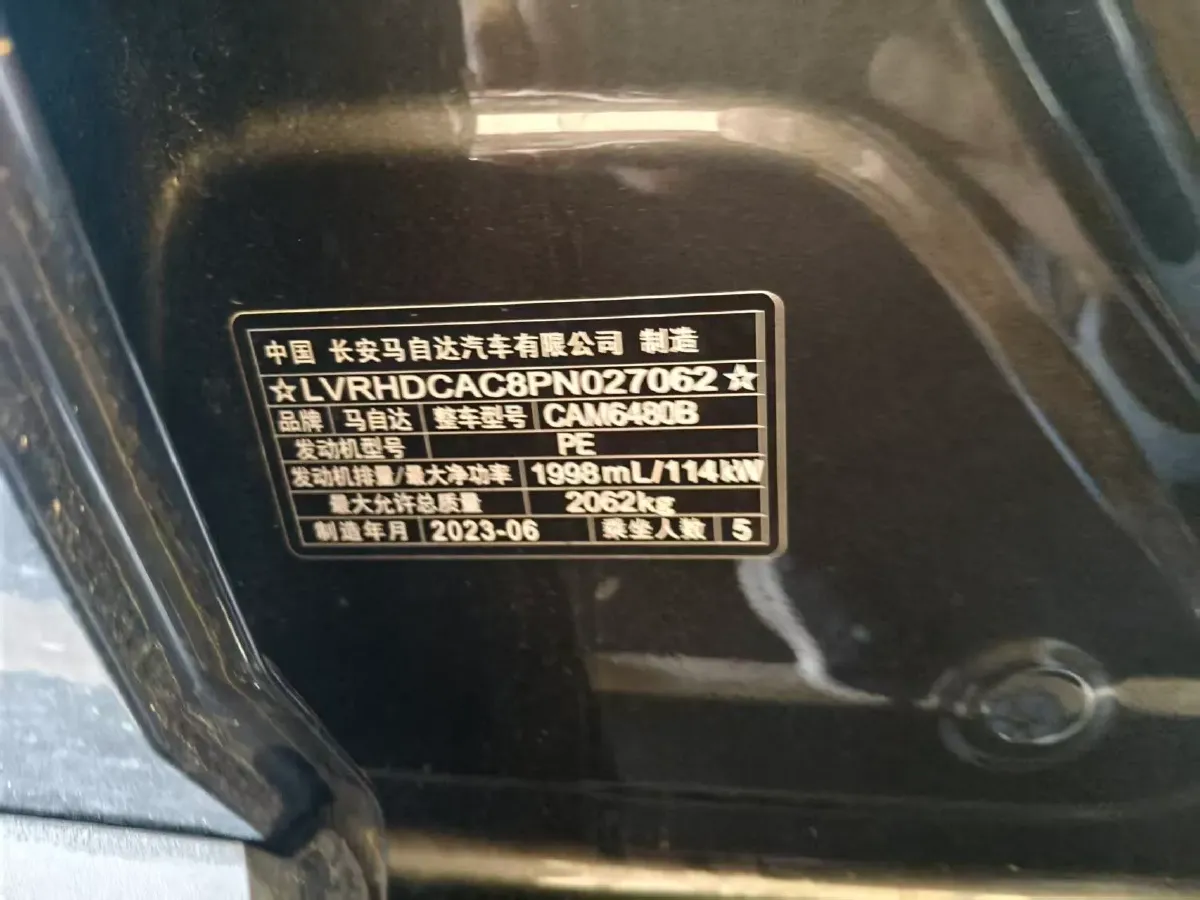 中国 长安马自达汽车有限公司 制造
☆LVRHDCAC8PN027062☆
品牌 马自达 整车型号 CAM6480B
发动机型号 PE
发动机排量/最大净功率 1998mL/114kW
最大允许总质量 2062kg
制造年月 2023-06 乘坐人数 5